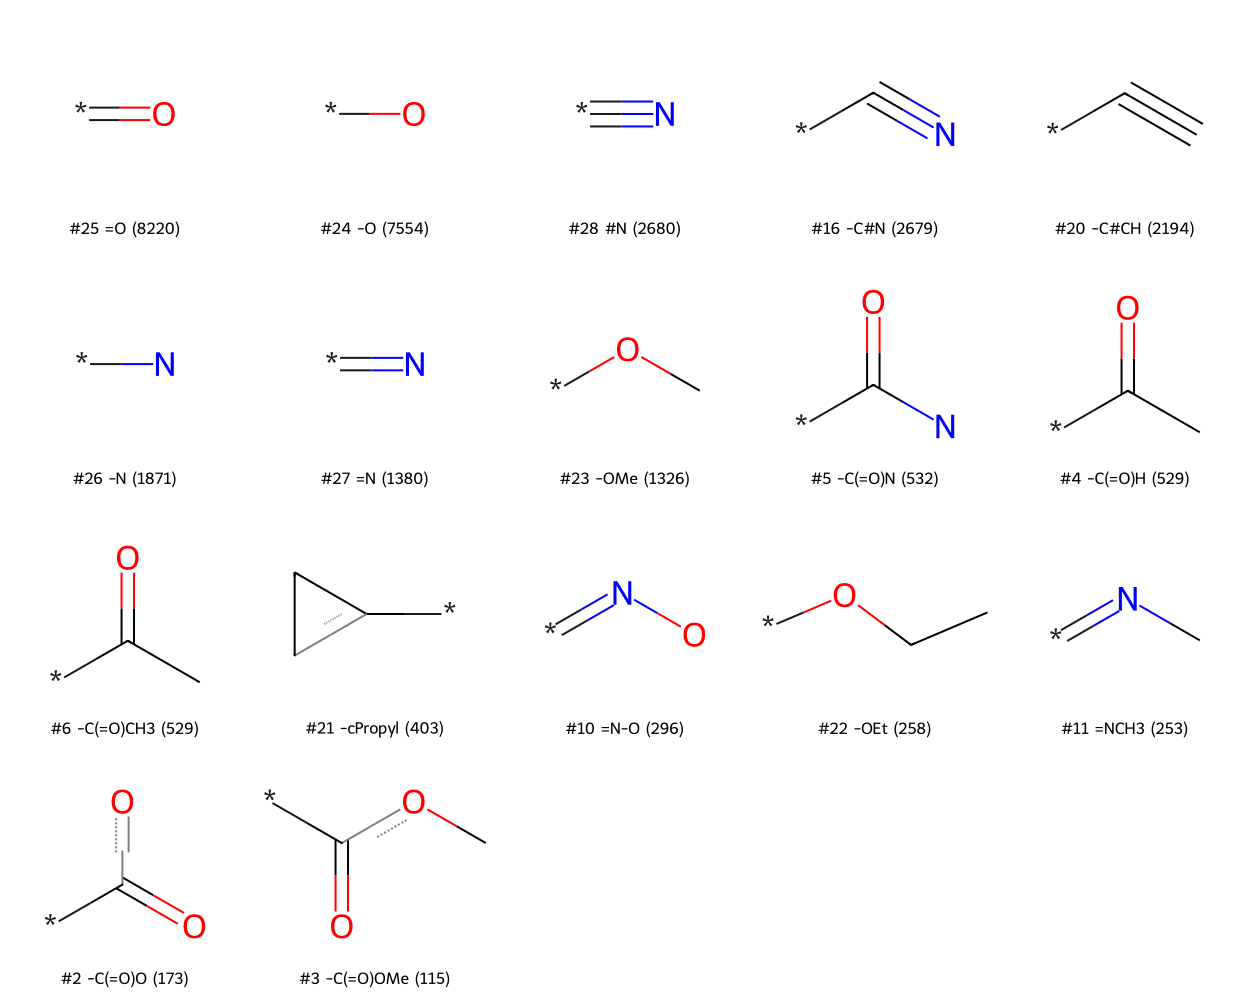 * O * O * N * N *
#25 =O (8220) #24 -O (7554) #28 #N (2680) #16 -C#N (2679) #20 -C#CH (2194)
* N * N * O * O N * O
#26 -N (1871) #27 =N (1380) #23 -OMe (1326) #5 -C(=O)N (532) #4 -C(=O)H (529)
* O * * N O * O * N
#6 -C(=O)CH3 (529) #21 -cPropyl (403) #10 =N-O (296) #22 -OEt (258) #11 =NCH3 (253)
* O O * O O
#2 -C(=O)O (173) #3 -C(=O)OMe (115)